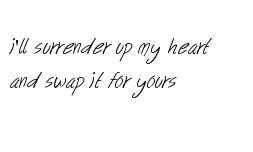 i'll surrender up my heart
and swap it for yours